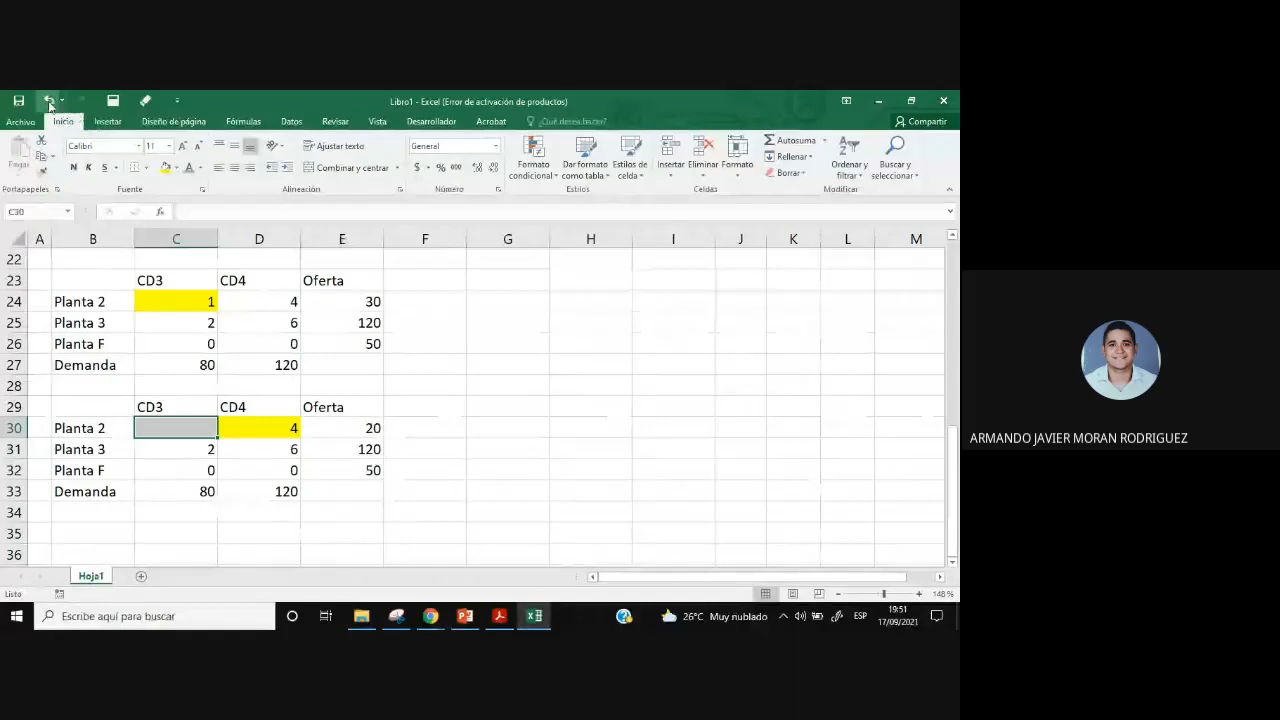 Libro1 - Excel (Error de activación de productos)
Archivo Inicio Insertar Diseño de página Fórmulas Datos Revisar Vista Desarrollador Acrobat ¿Qué desea hacer? Compartir
Pegar
Calibri 11
N K S
Ajustar texto
Combinar y centrar
General
$ % 000
Formato condicional
Dar formato como tabla
Estilos de celda
Insertar
Eliminar
Formato
Autosuma
Rellenar
Borrar
Ordenar y filtrar
Buscar y seleccionar
Portapapeles Fuente Alineación Número Estilos Celdas Modificar
C30 fx
A B C D E F G H I J K L M
22
23 CD3 CD4 Oferta
24 Planta 2 1 4 30
25 Planta 3 2 6 120
26 Planta F 0 0 50
27 Demanda 80 120
28
29 CD3 CD4 Oferta
30 Planta 2 4 20
31 Planta 3 2 6 120
32 Planta F 0 0 50
33 Demanda 80 120
34
35
36
Hoja1
Listo 148 %
Escribe aquí para buscar
26°C Muy nublado
ESP
19:51
17/09/2021
ARMANDO JAVIER MORAN RODRIGUEZ